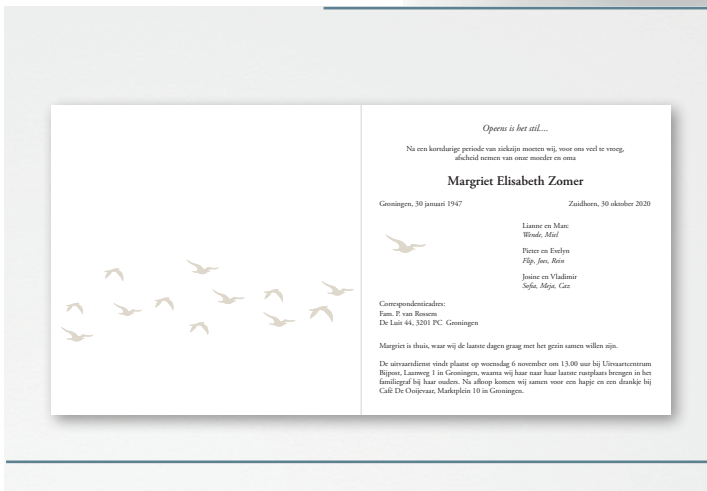 Opeens is het stil....
Na een kortdurige periode van ziekzijn moeten wij, voor ons veel te vroeg,
afscheid nemen van onze moeder en oma
Margriet Elisabeth Zomer
Groningen, 30 januari 1947
Zuidhorn, 30 oktober 2020
Lianne en Marc
Wende, Miel
Pieter en Evelyn
Flip, Joes, Rein
Josine en Vladimir
Sofia, Meja, Cas
Correspondentieadres:
Fam. P. van Rossem
De Luit 44, 3201 PC Groningen
Margriet is thuis, waar wij de laatste dagen graag met het gezin samen willen zijn.
De uitvaartdienst vindt plaatst op woensdag 6 november om 13.00 uur bij Uitvaartcentrum
Bijpost, Laanweg 1 in Groningen, waarna wij haar naar haar laatste rustplaats brengen in het
familiegraf bij haar ouders. Na afloop komen wij samen voor een hapje en een drankje bij
Café De Ooijevaar, Marktplein 10 in Groningen.